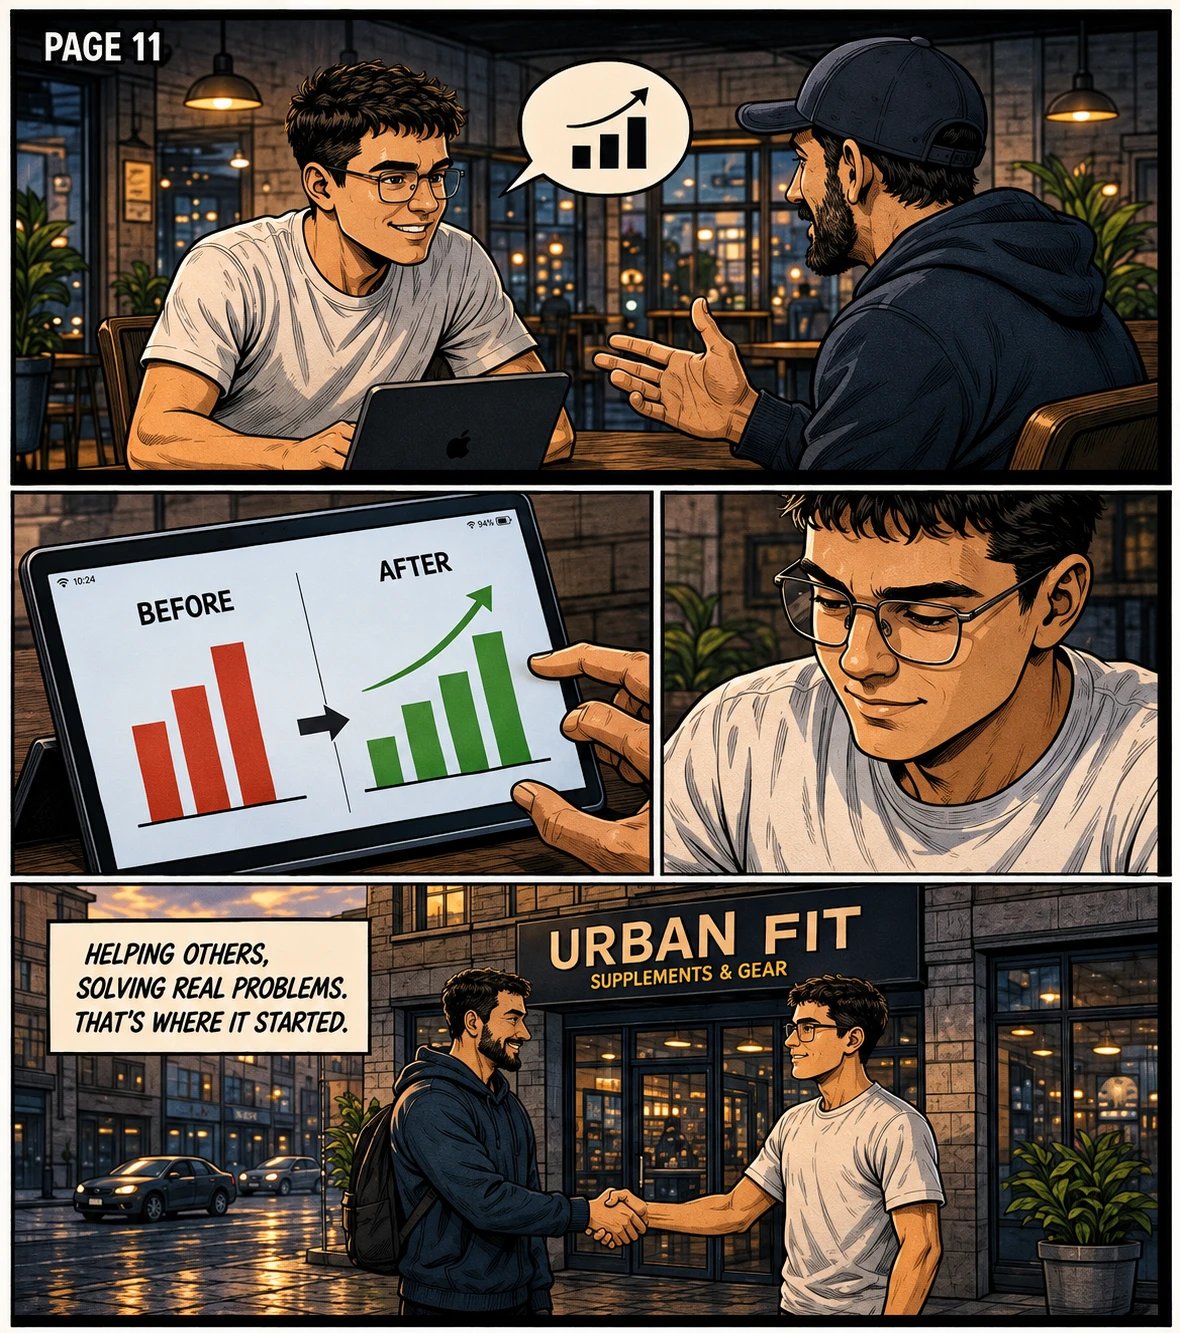 PAGE 11
10:24
94%
BEFORE
AFTER
HELPING OTHERS,
SOLVING REAL PROBLEMS.
THAT'S WHERE IT STARTED.
URBAN FIT
SUPPLEMENTS & GEAR